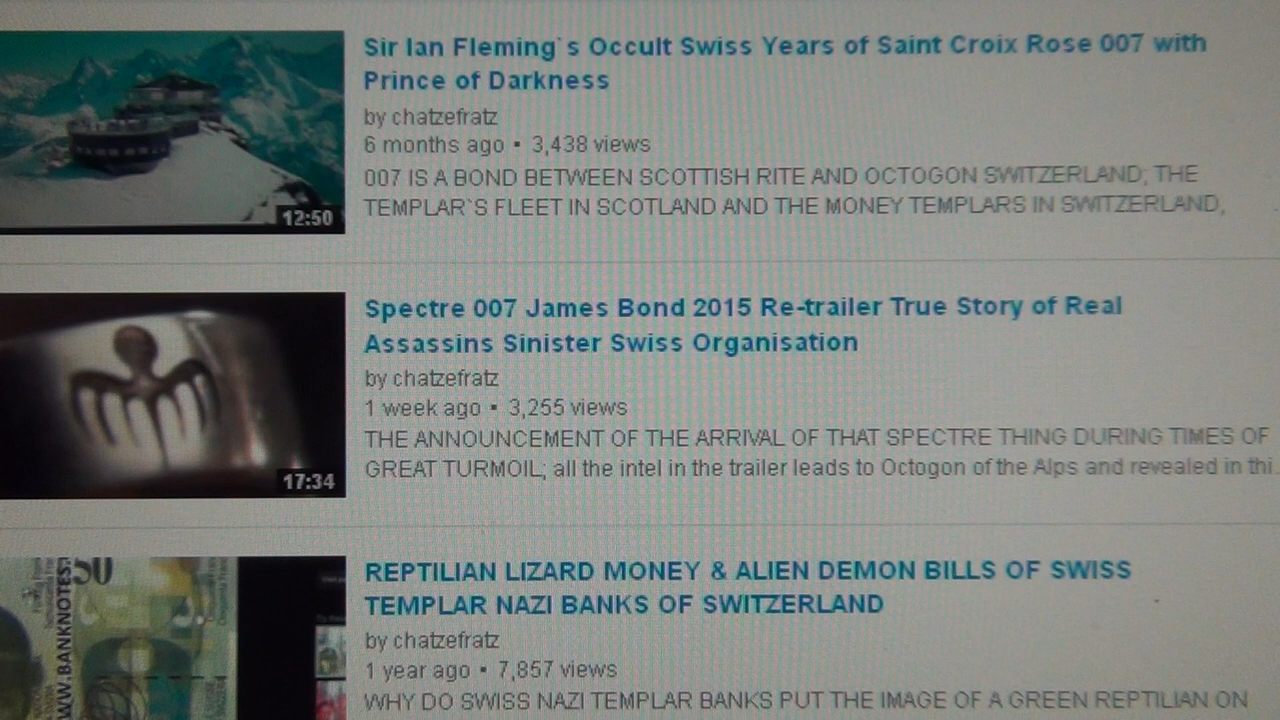 Sir Ian Fleming`s Occult Swiss Years of Saint Croix Rose 007 with
Prince of Darkness
by chatzefratz
6 months ago • 3,438 views
007 IS A BOND BETWEEN SCOTTISH RITE AND OCTOGON SWITZERLAND; THE
TEMPLAR`S FLEET IN SCOTLAND AND THE MONEY TEMPLARS IN SWITZERLAND,
12:50
Spectre 007 James Bond 2015 Re-trailer True Story of Real
Assassins Sinister Swiss Organisation
by chatzefratz
1 week ago • 3,255 views
THE ANNOUNCEMENT OF THE ARRIVAL OF THAT SPECTRE THING DURING TIMES OF
GREAT TURMOIL; all the intel in the trailer leads to Octogon of the Alps and revealed in thi
17:34
REPTILIAN LIZARD MONEY & ALIEN DEMON BILLS OF SWISS
TEMPLAR NAZI BANKS OF SWITZERLAND
by chatzefratz
1 year ago • 7,857 views
WHY DO SWISS NAZI TEMPLAR BANKS PUT THE IMAGE OF A GREEN REPTILIAN ON
50
WWW.BANKNOTES